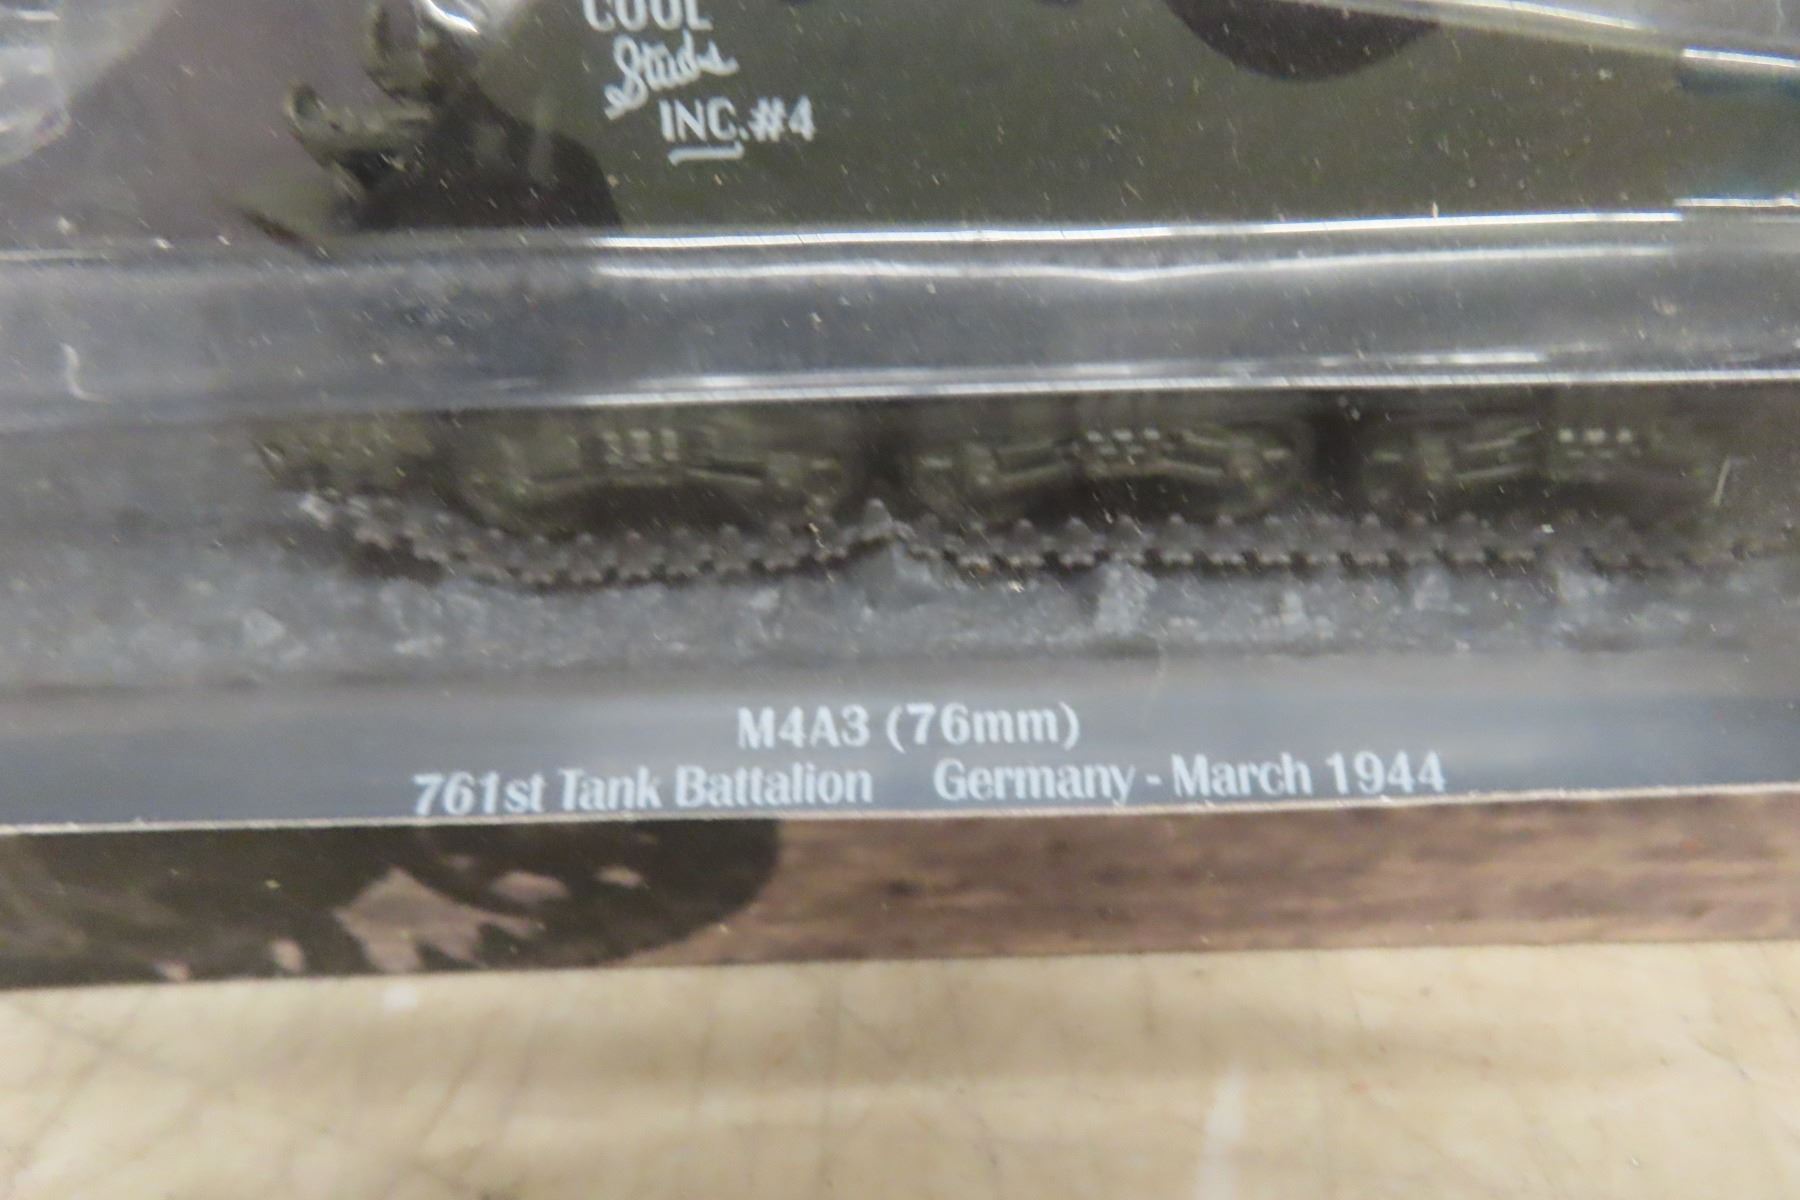 COOL
Studs
INC.#4
M4A3 (76mm)
761st Tank Battalion Germany - March 1944